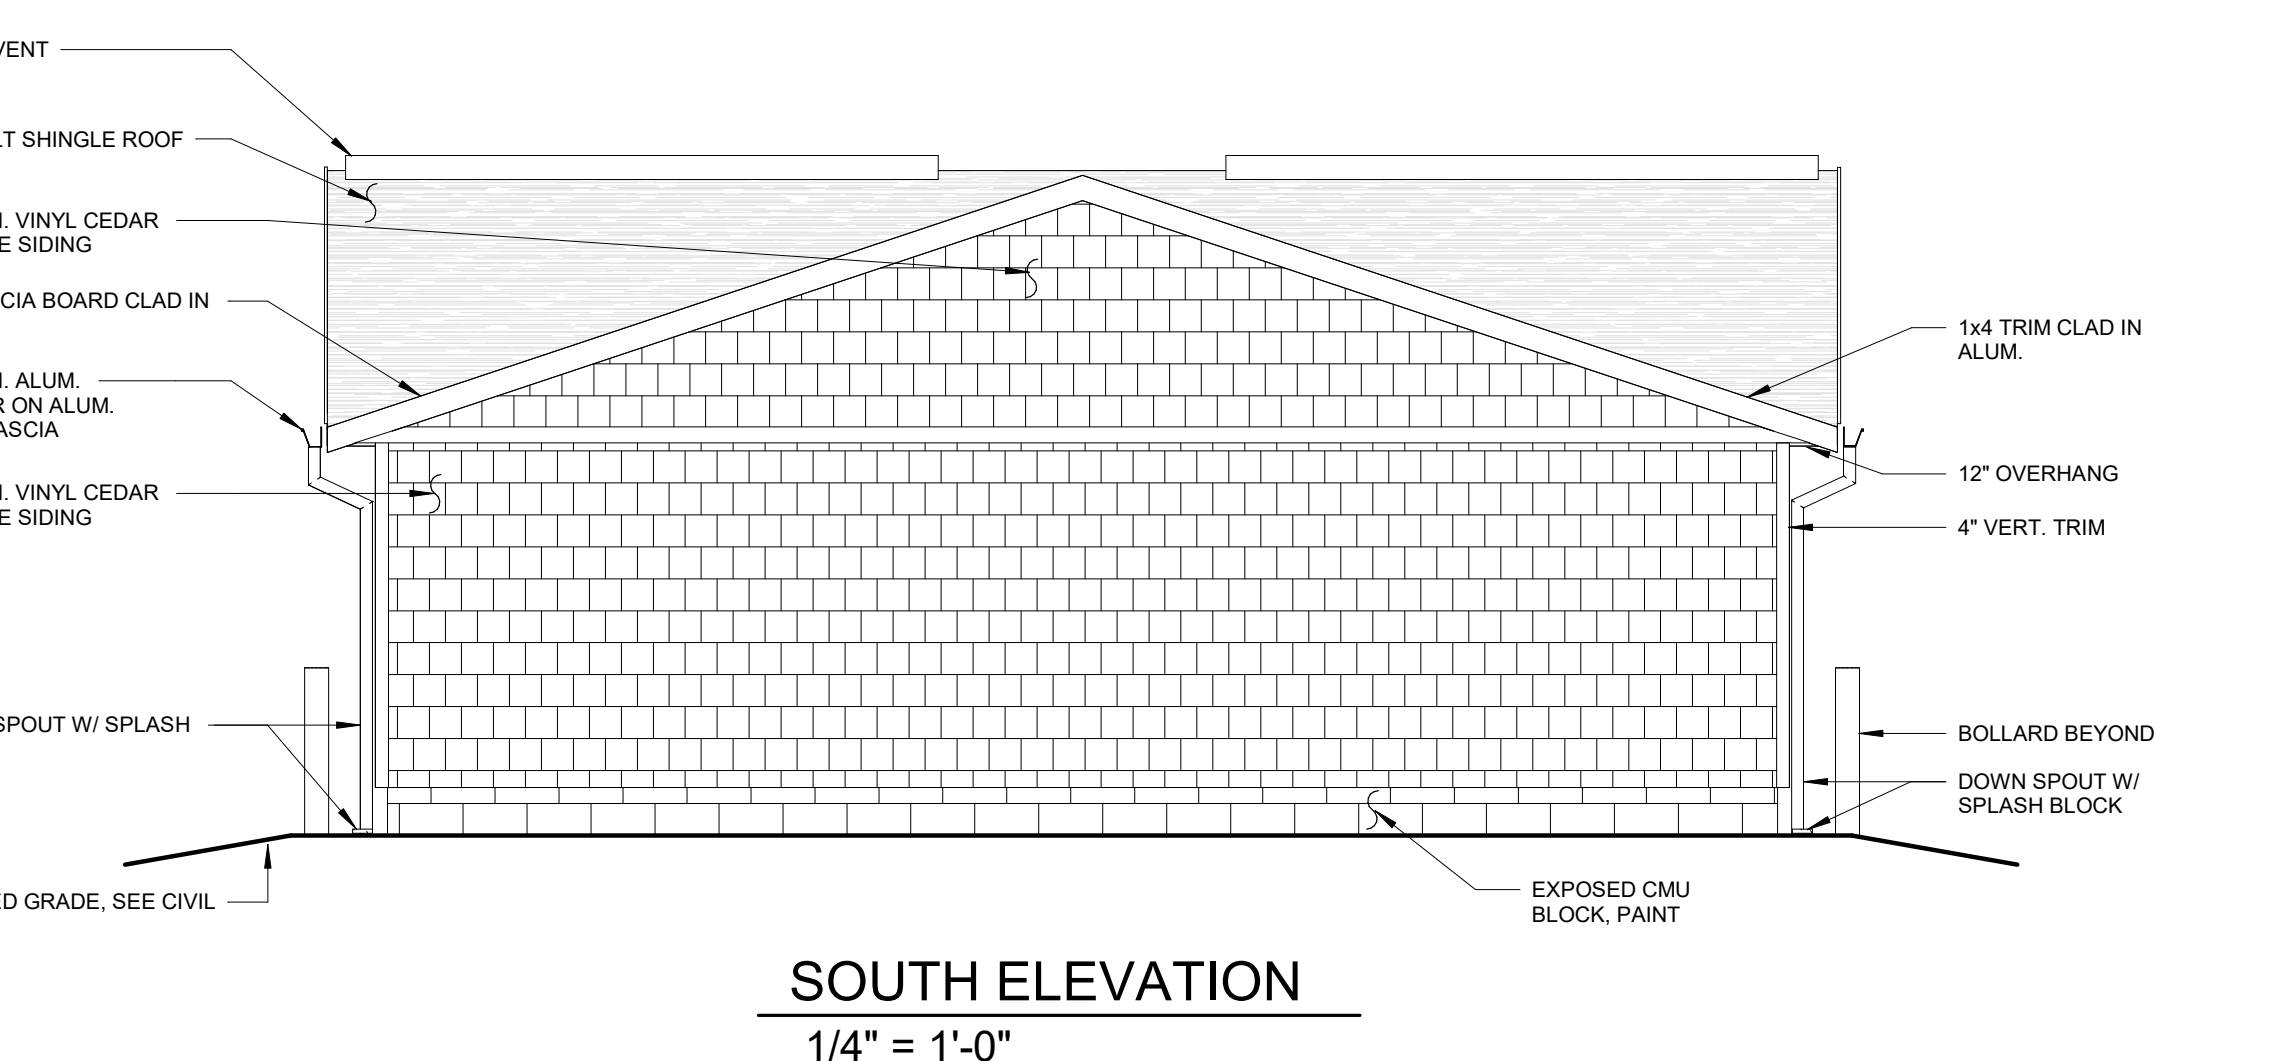 VENT
LT SHINGLE ROOF
. VINYL CEDAR
E SIDING
CIA BOARD CLAD IN
. ALUM.
R ON ALUM.
ASCIA
. VINYL CEDAR
E SIDING
SPOUT W/ SPLASH
ED GRADE, SEE CIVIL
1x4 TRIM CLAD IN
ALUM.
12" OVERHANG
4" VERT. TRIM
BOLLARD BEYOND
DOWN SPOUT W/
SPLASH BLOCK
EXPOSED CMU
BLOCK, PAINT
SOUTH ELEVATION
1/4" = 1'-0"